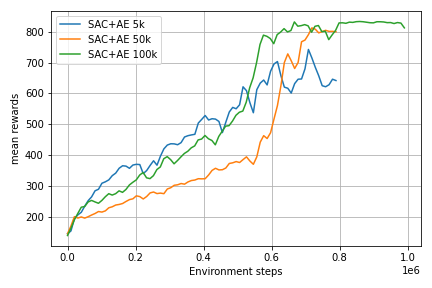 SAC+AE 5k
SAC+AE 50k
SAC+AE 100k
mean rewards
800
700
600
500
400
300
200
0.0 0.2 0.4 0.6 0.8 1.0
1e6
Environment steps